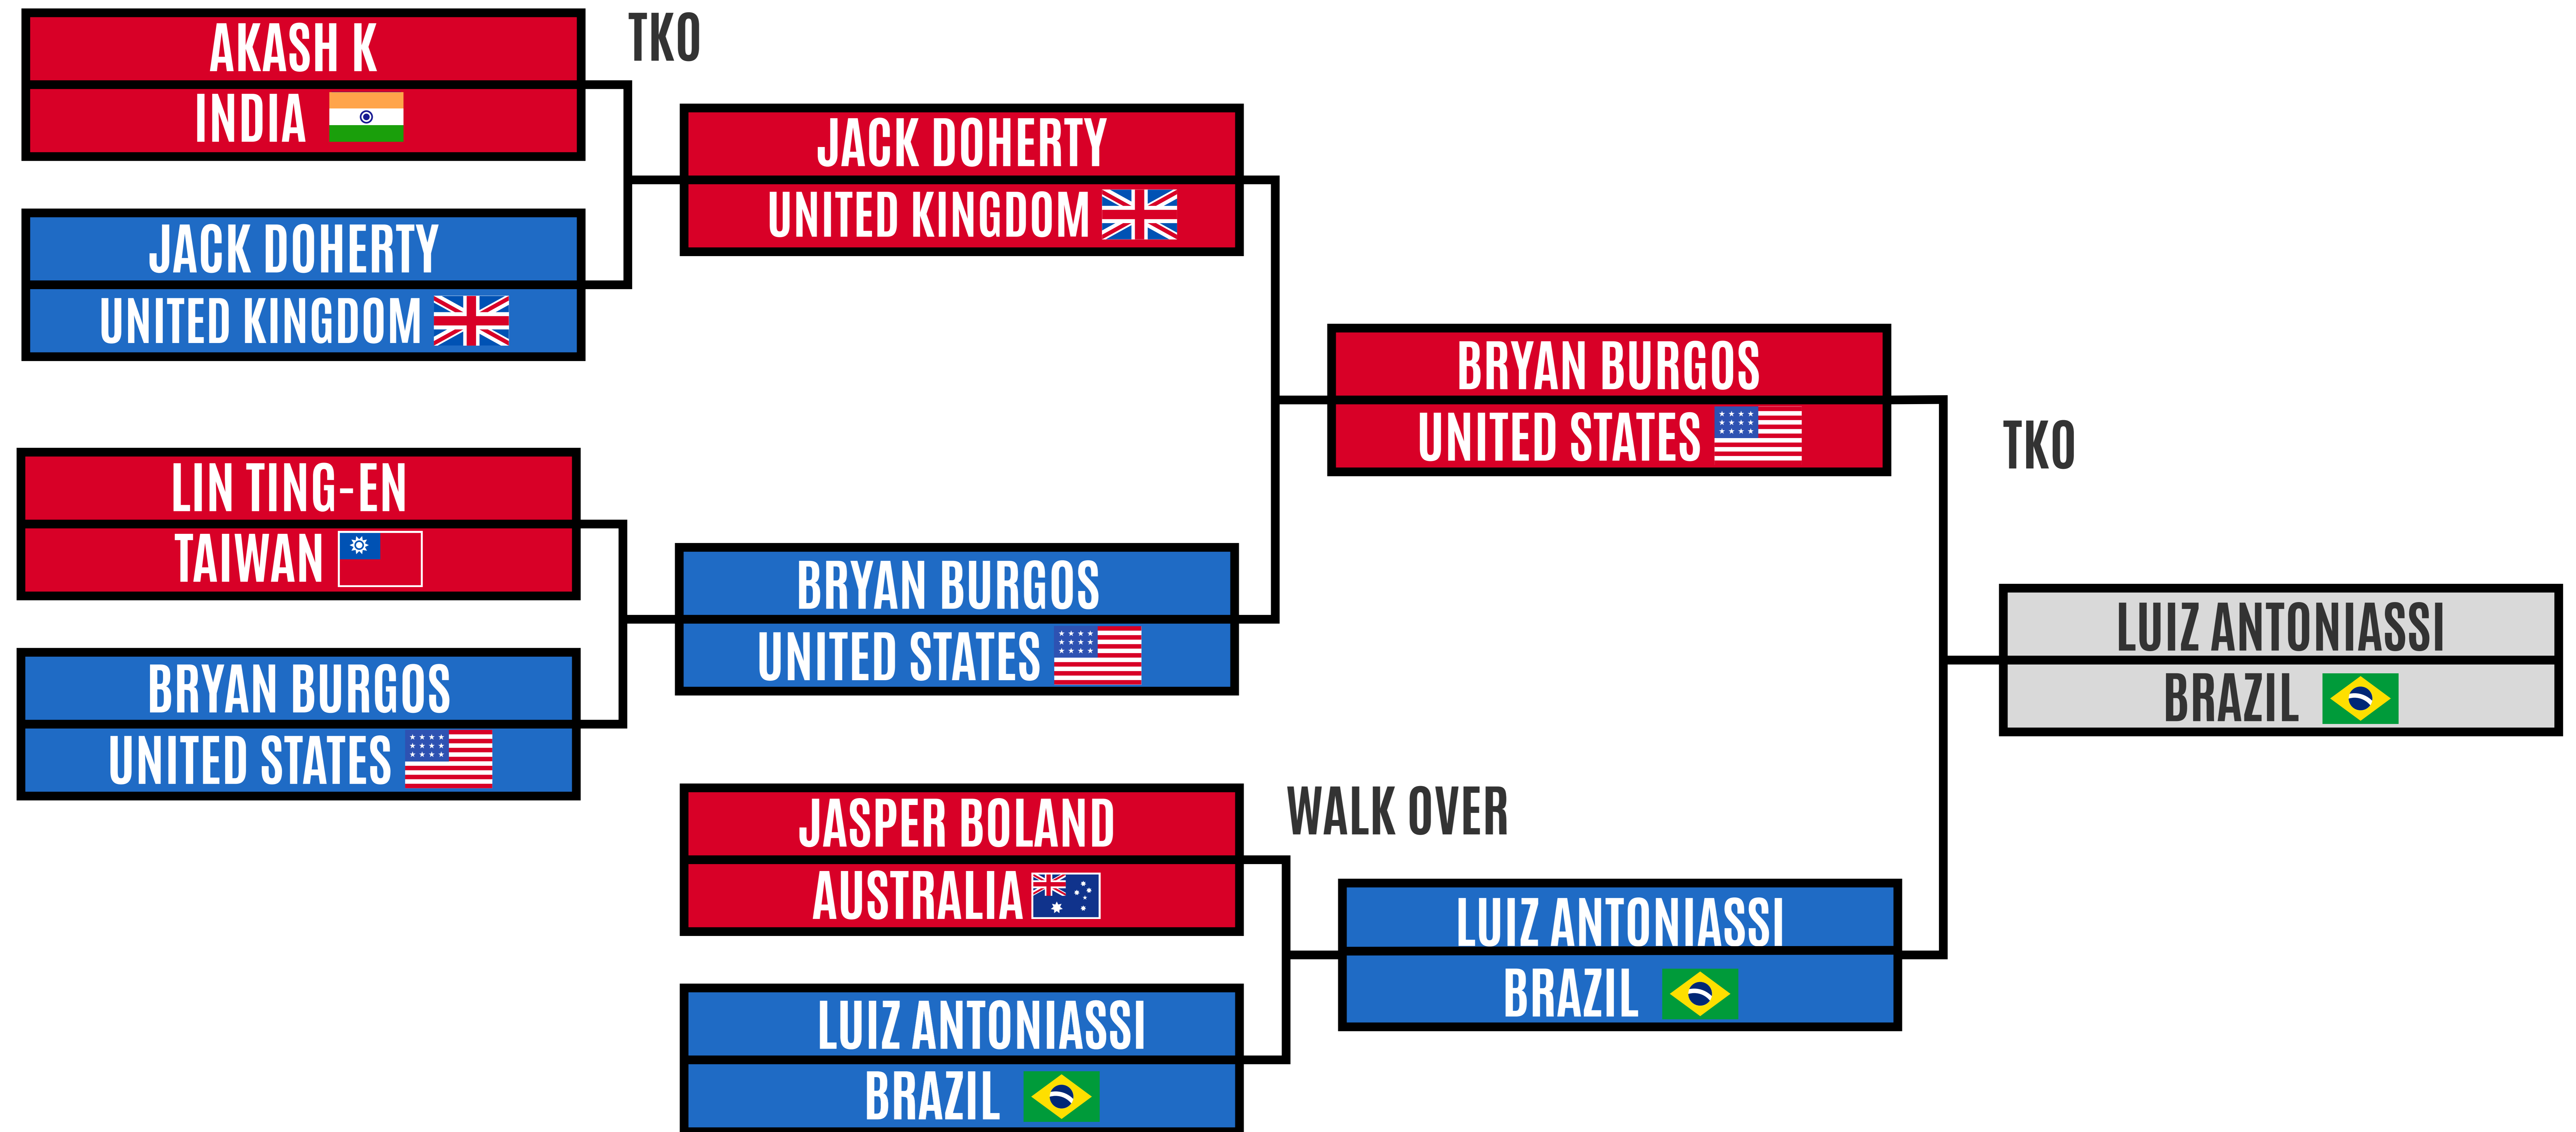 AKASH K
INDIA
TKO
JACK DOHERTY
UNITED KINGDOM
JACK DOHERTY
UNITED KINGDOM
LIN TING-EN
TAIWAN
BRYAN BURGOS
UNITED STATES
BRYAN BURGOS
UNITED STATES
BRYAN BURGOS
UNITED STATES
TKO
JASPER BOLAND
AUSTRALIA
WALK OVER
LUIZ ANTONIASSI
BRAZIL
LUIZ ANTONIASSI
BRAZIL
LUIZ ANTONIASSI
BRAZIL